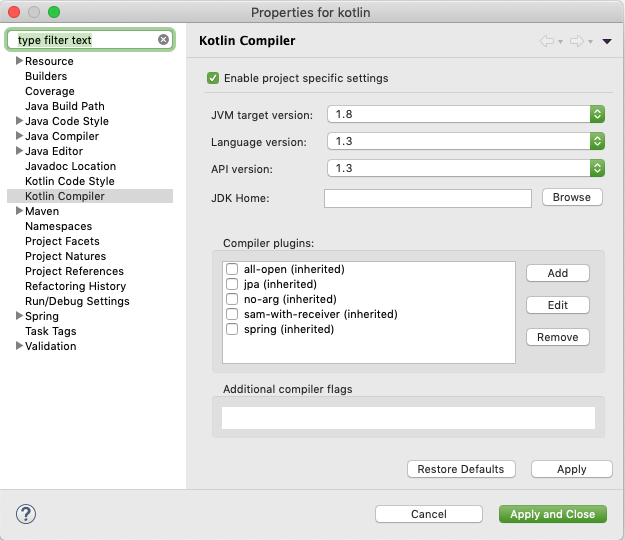 Properties for kotlin
type filter text
Resource
Builders
Coverage
Java Build Path
Java Code Style
Java Compiler
Java Editor
Javadoc Location
Kotlin Code Style
Kotlin Compiler
Maven
Namespaces
Project Facets
Project Natures
Project References
Refactoring History
Run/Debug Settings
Spring
Task Tags
Validation
Kotlin Compiler
Enable project specific settings
JVM target version: 1.8
Language version: 1.3
API version: 1.3
JDK Home: Browse
Compiler plugins:
all-open (inherited)
jpa (inherited)
no-arg (inherited)
sam-with-receiver (inherited)
spring (inherited)
Add
Edit
Remove
Additional compiler flags
Restore Defaults Apply
? Cancel Apply and Close